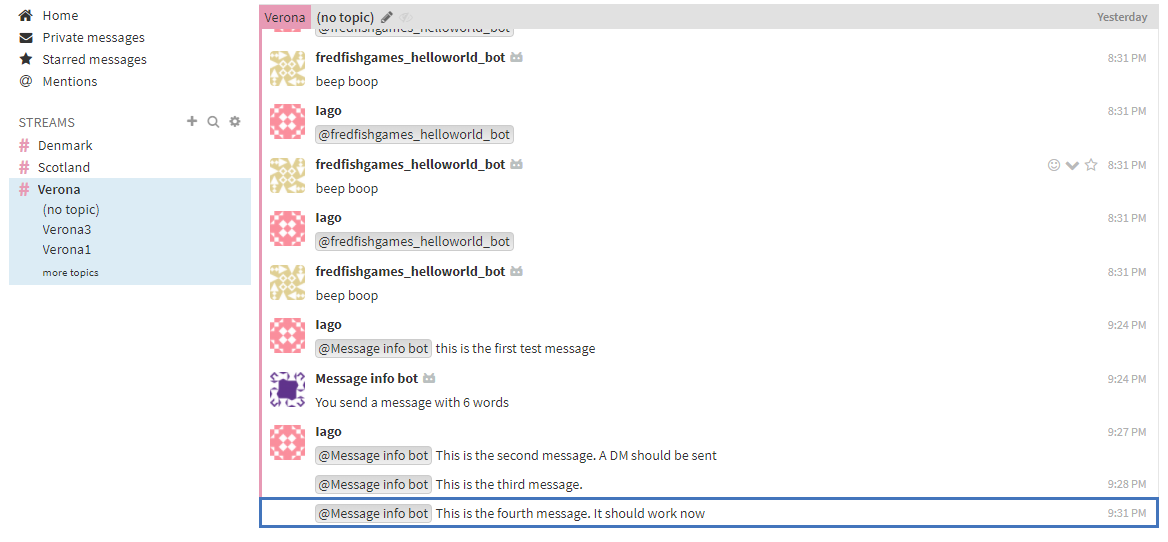 Home
Private messages
Starred messages
Mentions
STREAMS
# Denmark
# Scotland
# Verona
(no topic)
Verona3
Verona1
more topics
Verona (no topic) Yesterday
@fredfishgames_helloworld_bot
fredfishgames_helloworld_bot 8:31 PM
beep boop
Iago 8:31 PM
@fredfishgames_helloworld_bot
fredfishgames_helloworld_bot 8:31 PM
beep boop
Iago 8:31 PM
@fredfishgames_helloworld_bot
fredfishgames_helloworld_bot 8:31 PM
beep boop
Iago 9:24 PM
@Message info bot this is the first test message
Message info bot 9:24 PM
You send a message with 6 words
Iago 9:27 PM
@Message info bot This is the second message. A DM should be sent
@Message info bot This is the third message. 9:28 PM
@Message info bot This is the fourth message. It should work now 9:31 PM